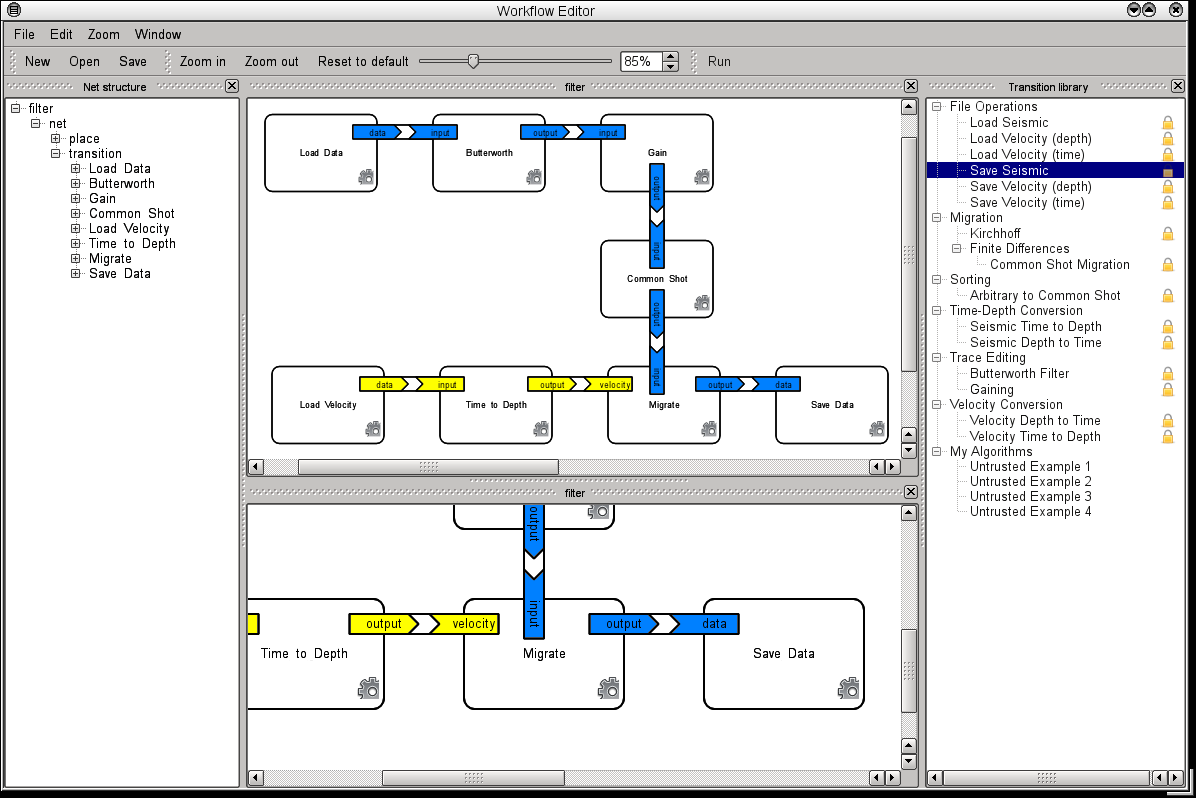 Workflow Editor
File Edit Zoom Window
New Open Save Zoom in Zoom out Reset to default 85% Run
Net structure
filter
net
place
transition
Load Data
Butterworth
Gain
Common Shot
Load Velocity
Time to Depth
Migrate
Save Data
filter
data input output input
Load Data Butterworth Gain
output
input
Common Shot
output
input
data input output velocity output data
Load Velocity Time to Depth Migrate Save Data
filter
output
input
output velocity output data
Time to Depth Migrate Save Data
Transition library
File Operations
Load Seismic
Load Velocity (depth)
Load Velocity (time)
Save Seismic
Save Velocity (depth)
Save Velocity (time)
Migration
Kirchhoff
Finite Differences
Common Shot Migration
Sorting
Arbitrary to Common Shot
Time-Depth Conversion
Seismic Time to Depth
Seismic Depth to Time
Trace Editing
Butterworth Filter
Gaining
Velocity Conversion
Velocity Depth to Time
Velocity Time to Depth
My Algorithms
Untrusted Example 1
Untrusted Example 2
Untrusted Example 3
Untrusted Example 4